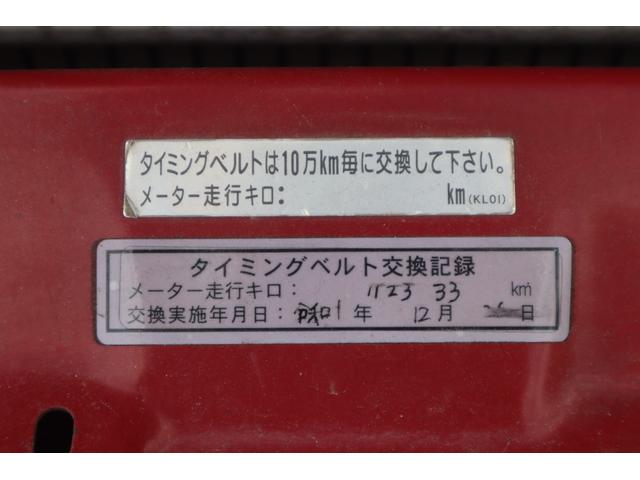 タイミングベルトは10万km毎に交換して下さい。
メーター走行キロ： km(KL01)
タイミングベルト交換記録
メーター走行キロ： 112333 km
交換実施年月日： 1年 12月 日